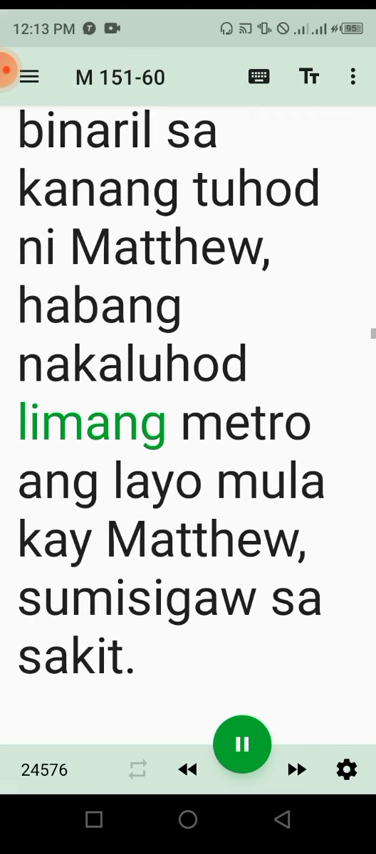 12:13 PM
95
M 151-60
binaril sa
kanang tuhod
ni Matthew,
habang
nakaluhod
limang metro
ang layo mula
kay Matthew,
sumisigaw sa
sakit.
24576